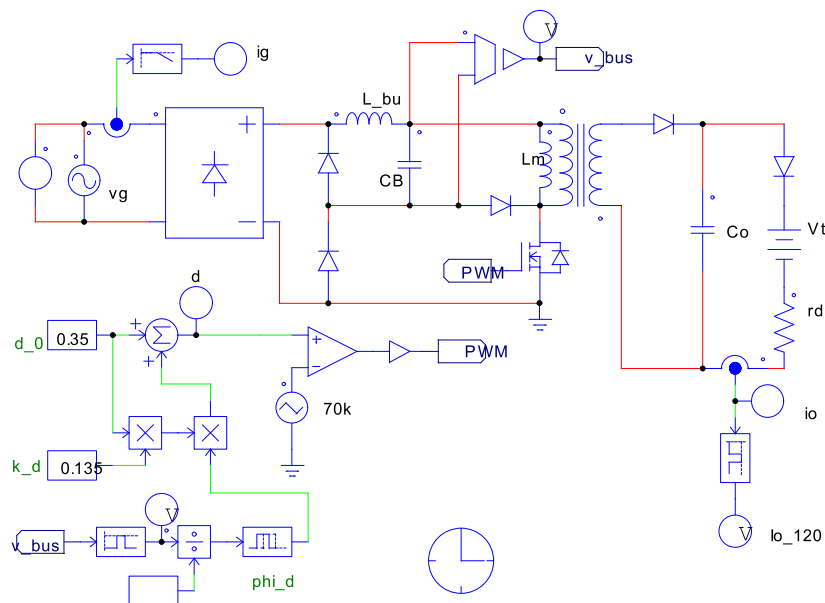 V
ig
v_bus
L_bu
Lm
CB
vg
Co
Vt
PWM
d
rd
d_0
0.35
+
Σ
+
PWM
70k
io
k_d
0.135
V
V
v_bus
Io_120
phi_d